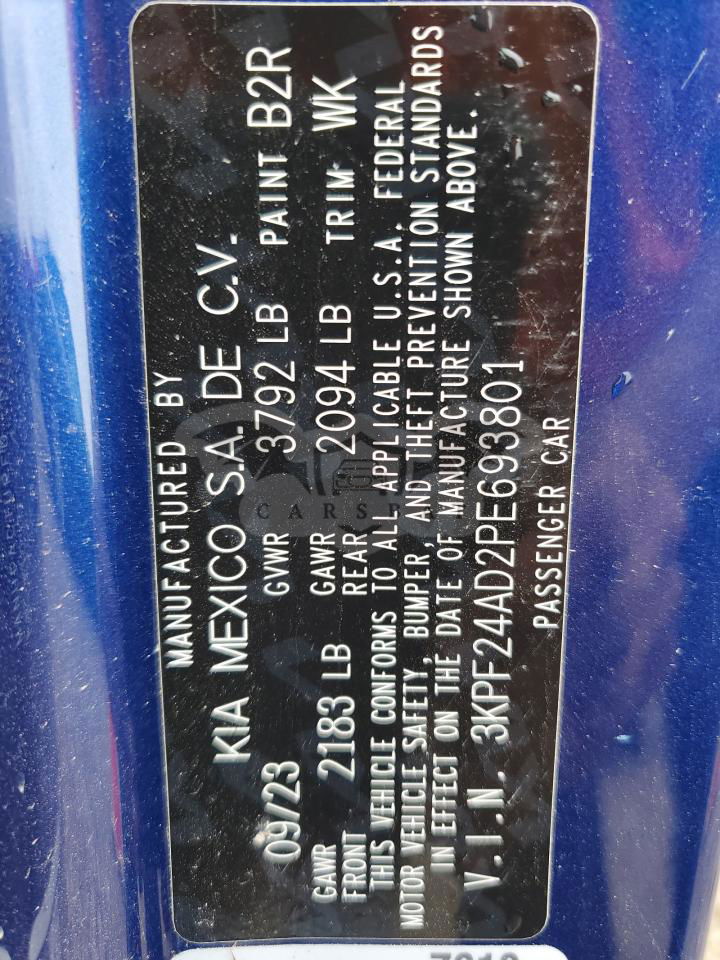 MANUFACTURED BY
KIA MEXICO S.A. DE C.V.
09/23 GVWR 3792 LB PAINT B2R
GAWR FRONT 2183 LB GAWR REAR 2094 LB TRIM WK
THIS VEHICLE CONFORMS TO ALL APPLICABLE U.S.A. FEDERAL
MOTOR VEHICLE SAFETY, BUMPER, AND THEFT PREVENTION STANDARDS
IN EFFECT ON THE DATE OF MANUFACTURE SHOWN ABOVE.
V.I.N. 3KPF24AD2PE693801
PASSENGER CAR